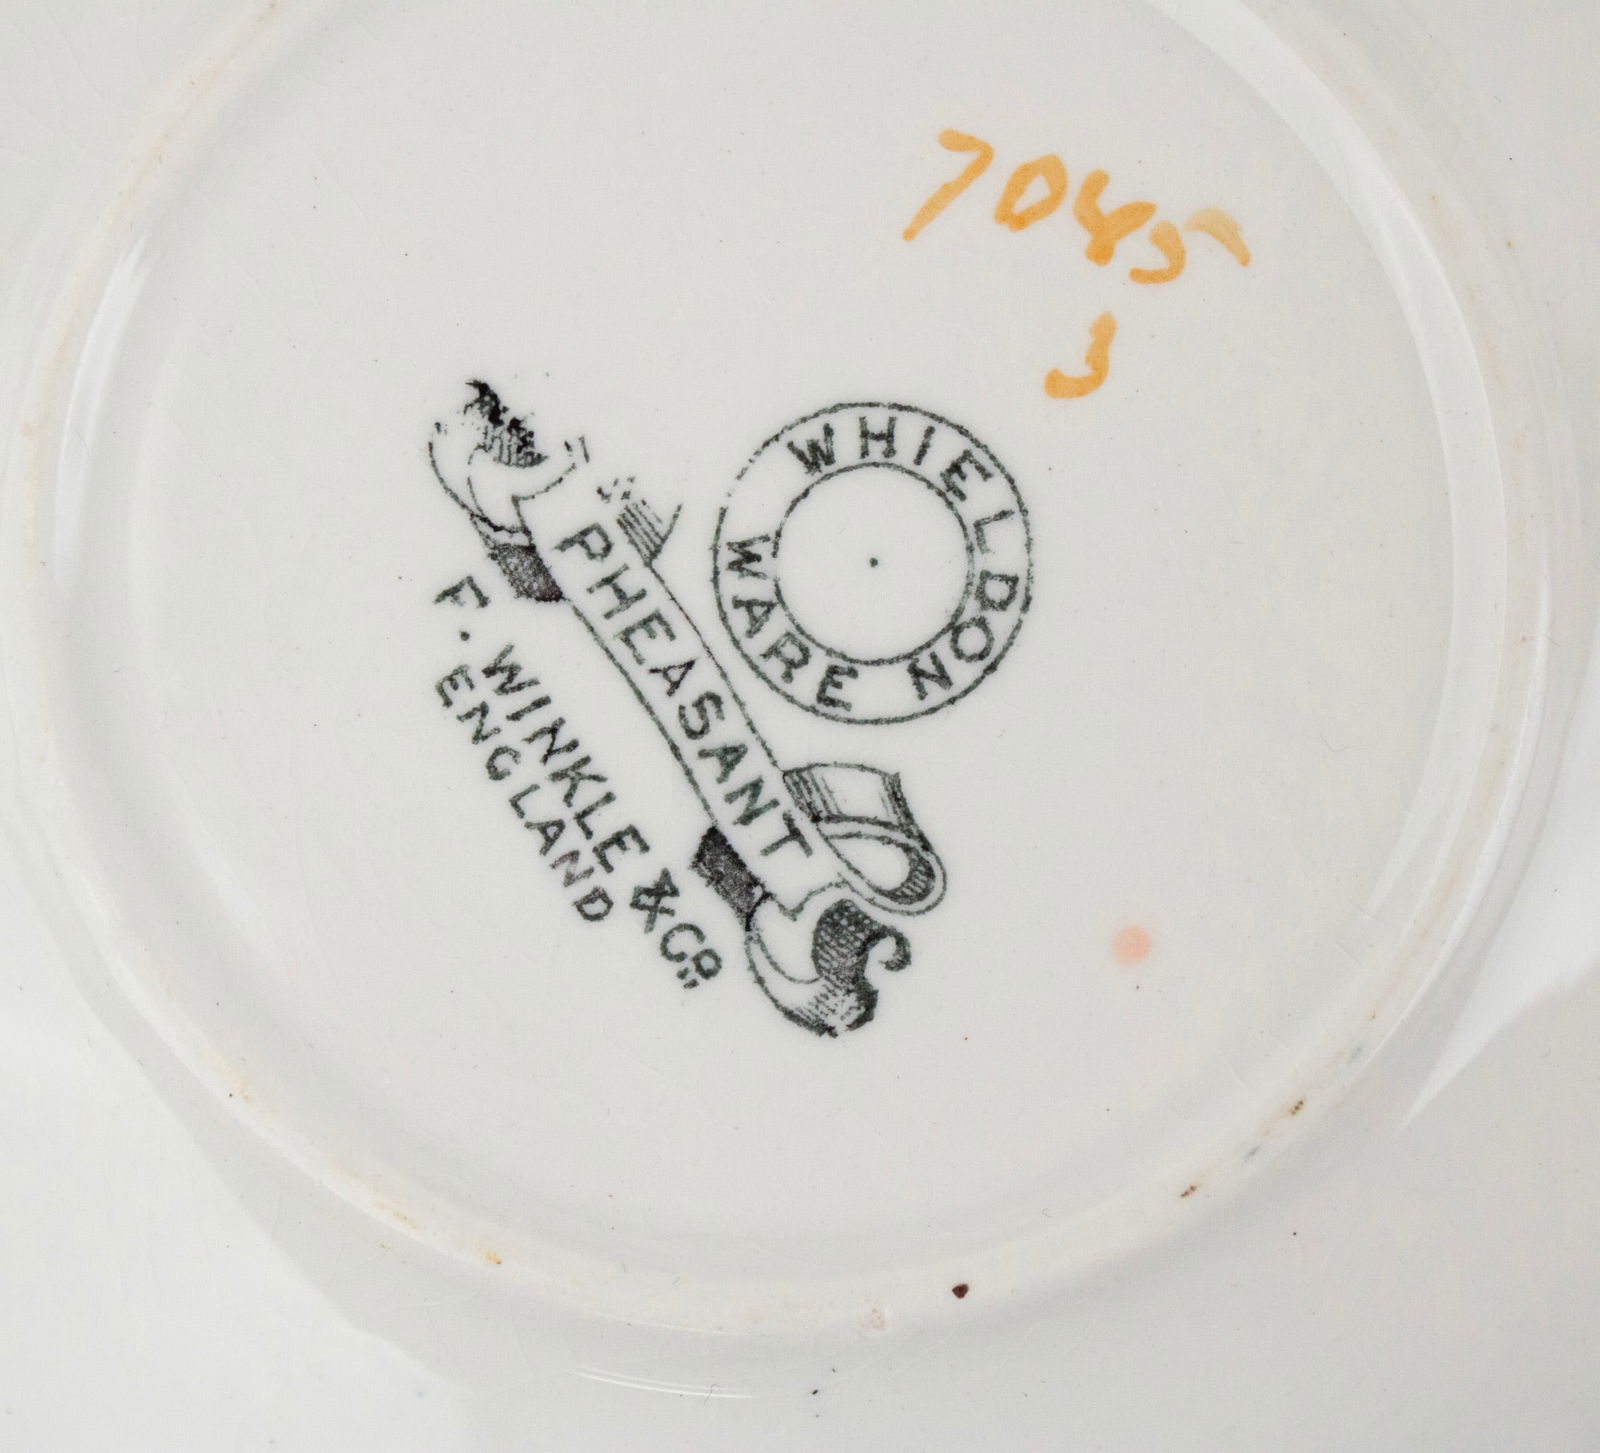 7045
3
WHIELDON WARE
PHEASANT
F. WINKLE & Co.
ENGLAND